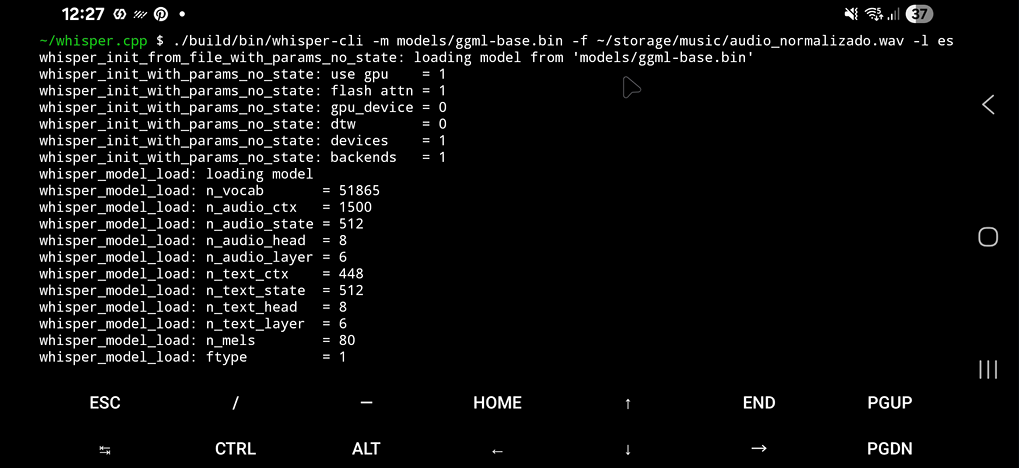 12:27 37
~/whisper.cpp $ ./build/bin/whisper-cli -m models/ggml-base.bin -f ~/storage/music/audio_normalizado.wav -l es
whisper_init_from_file_with_params_no_state: loading model from 'models/ggml-base.bin'
whisper_init_with_params_no_state: use gpu    = 1
whisper_init_with_params_no_state: flash attn = 1
whisper_init_with_params_no_state: gpu_device = 0
whisper_init_with_params_no_state: dtw        = 0
whisper_init_with_params_no_state: devices    = 1
whisper_init_with_params_no_state: backends   = 1
whisper_model_load: loading model
whisper_model_load: n_vocab       = 51865
whisper_model_load: n_audio_ctx   = 1500
whisper_model_load: n_audio_state = 512
whisper_model_load: n_audio_head  = 8
whisper_model_load: n_audio_layer = 6
whisper_model_load: n_text_ctx    = 448
whisper_model_load: n_text_state  = 512
whisper_model_load: n_text_head   = 8
whisper_model_load: n_text_layer  = 6
whisper_model_load: n_mels        = 80
whisper_model_load: ftype         = 1
ESC / — HOME ↑ END PGUP
↹ CTRL ALT ← ↓ → PGDN